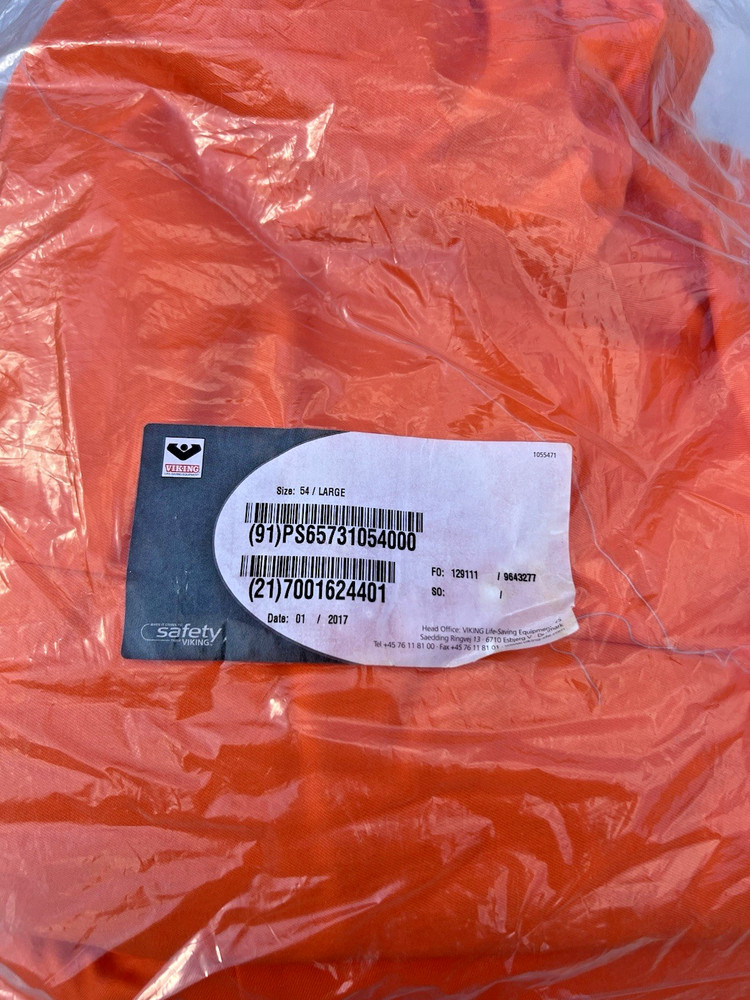 1055471
VIKING
Size: 54 / LARGE
(91)PS65731054000
(21)7001624401
FO: 129111 / 9643277
SO: /
Date: 01 / 2017
safety
VIKING
Head Office: VIKING Life-Saving Equipment
Saedding Ringvej 13 · 6710 Esbjerg V · Denmark
Tel +45 76 11 81 00 · Fax +45 76 11 81 01